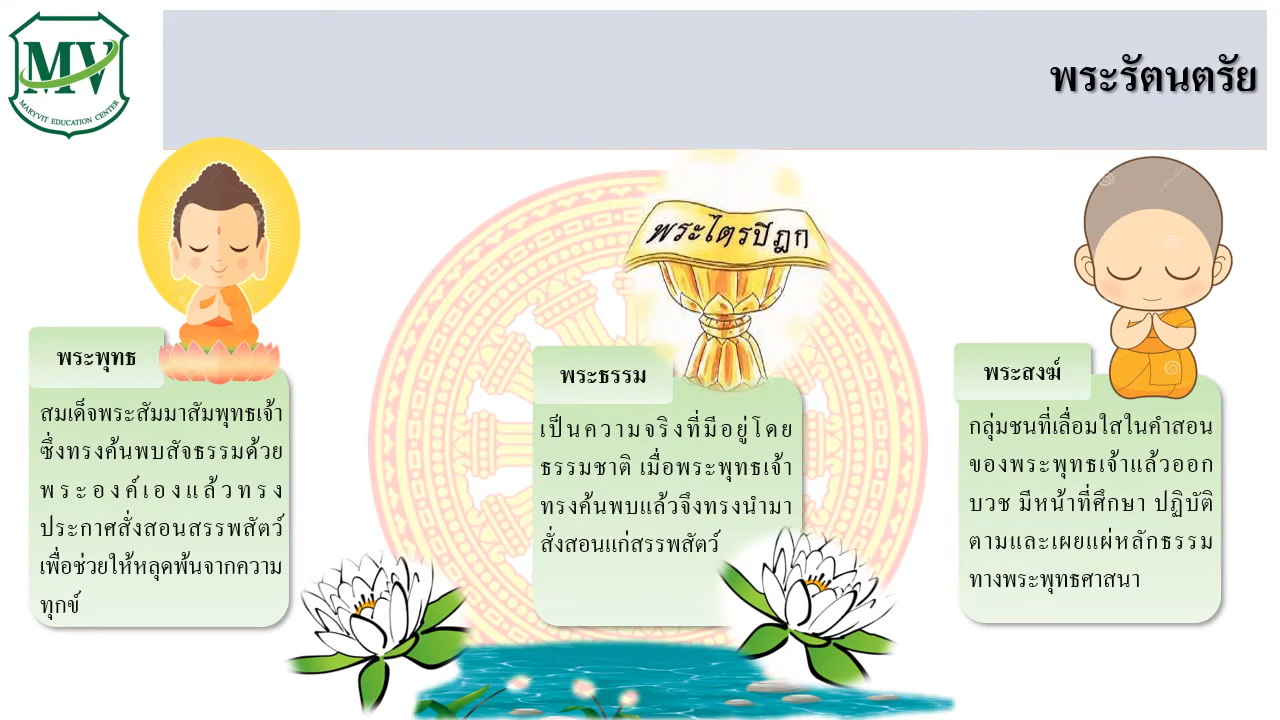 MV
MARYVIT EDUCATION CENTER
พระรัตนตรัย
พระไตรปิฎก
พระพุทธ
สมเด็จพระสัมมาสัมพุทธเจ้า
ซึ่งทรงค้นพบสัจธรรมด้วย
พระองค์เองแล้วทรง
ประกาศสั่งสอนสรรพสัตว์
เพื่อช่วยให้หลุดพ้นจากความ
ทุกข์
พระธรรม
เป็นความจริงที่มีอยู่โดย
ธรรมชาติ เมื่อพระพุทธเจ้า
ทรงค้นพบแล้วจึงทรงนำมา
สั่งสอนแก่สรรพสัตว์
พระสงฆ์
กลุ่มชนที่เลื่อมใสในคำสอน
ของพระพุทธเจ้าแล้วออก
บวช มีหน้าที่ศึกษา ปฏิบัติ
ตามและเผยแผ่หลักธรรม
ทางพระพุทธศาสนา